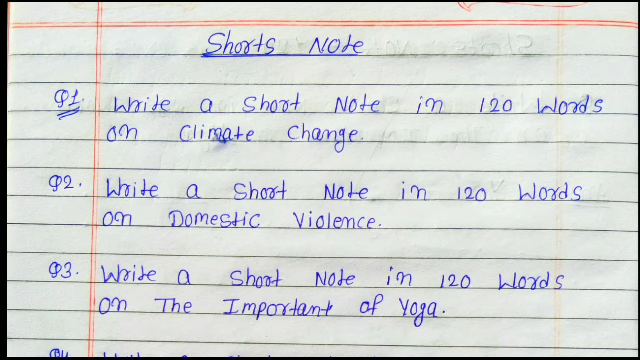 Shorts Note
Q1. Write a Short Note in 120 Words
on Climate Change.
Q2. Write a Short Note in 120 Words
on Domestic Violence.
Q3. Write a Short Note in 120 Words
on The Important of Yoga.